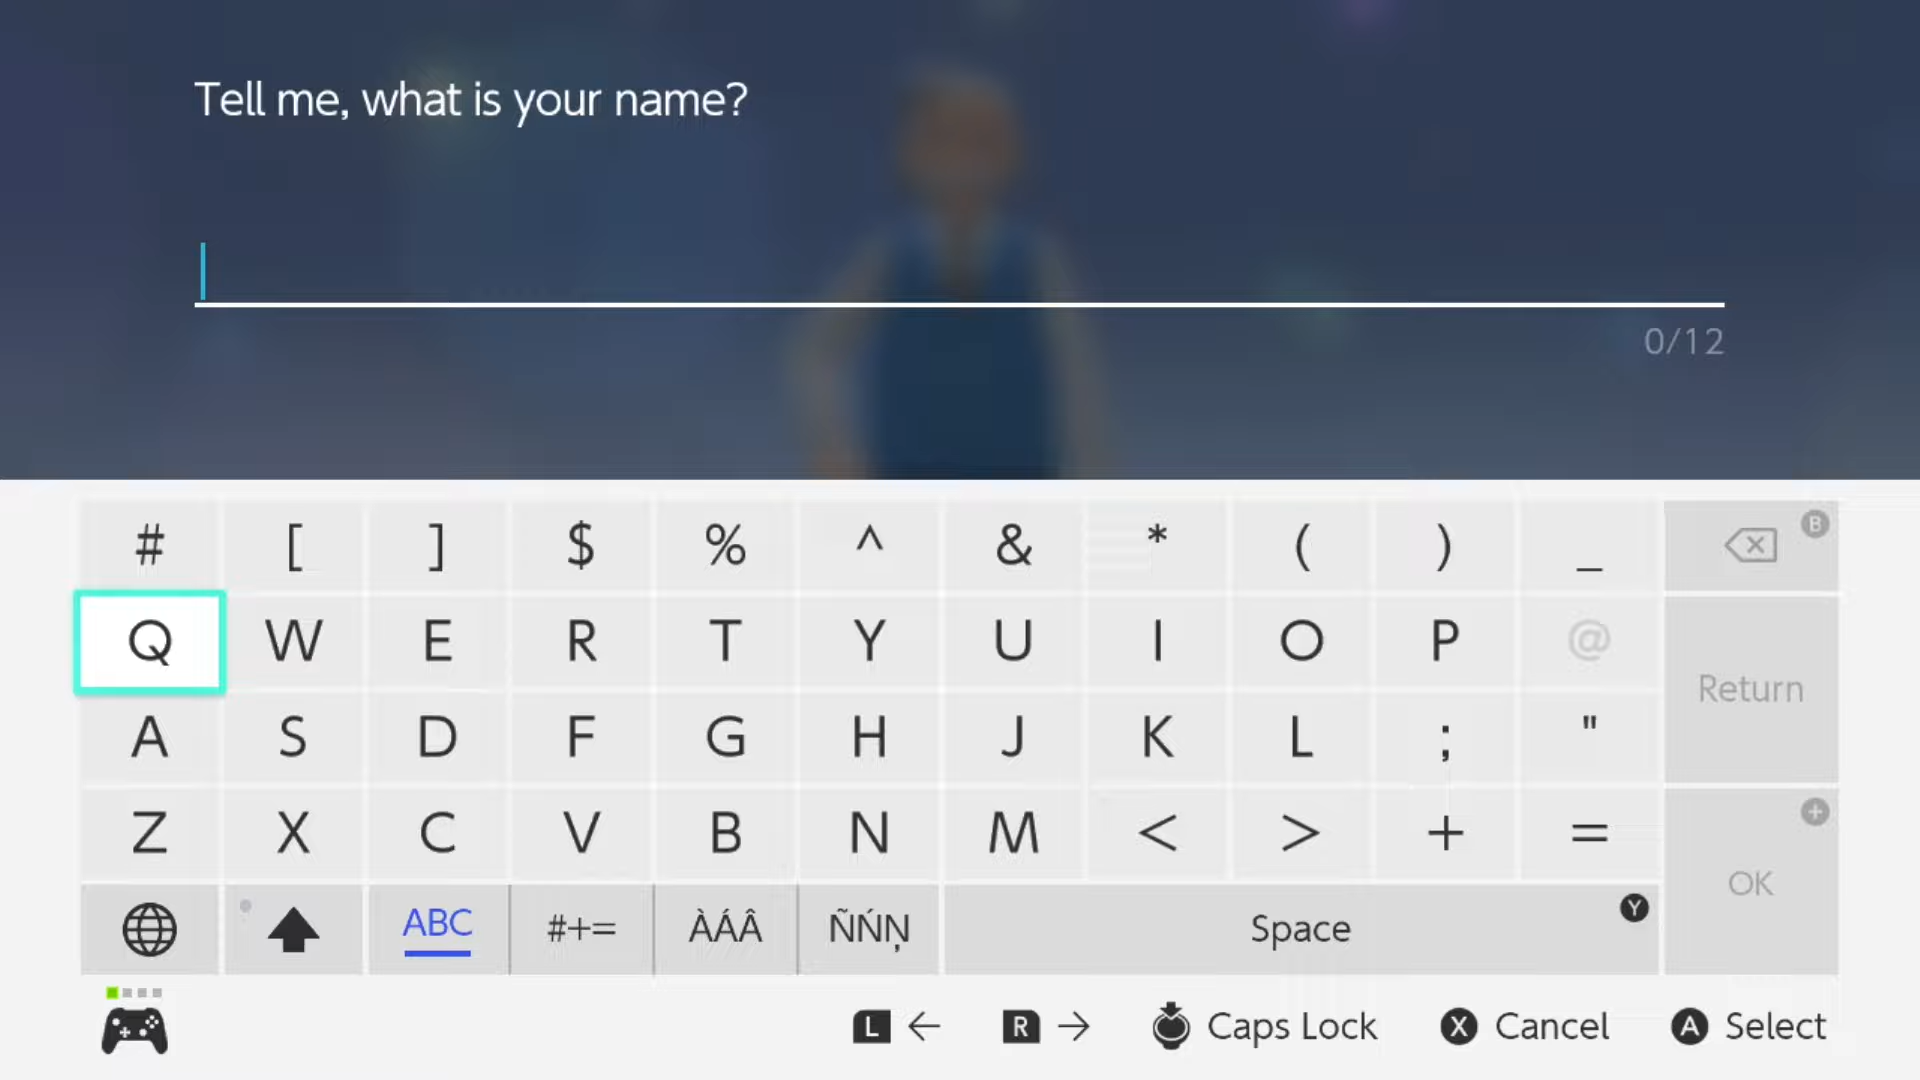 Tell me, what is your name?
0/12
# [ ] $ % ^ & * ( ) _ B
Q W E R T Y U I O P @
Return
A S D F G H J K L ; "
Z X C V B N M < > + = +
OK
ABC #+= ÀÁÂ ÑŃŅ Space Y
L ← R → Caps Lock X Cancel A Select